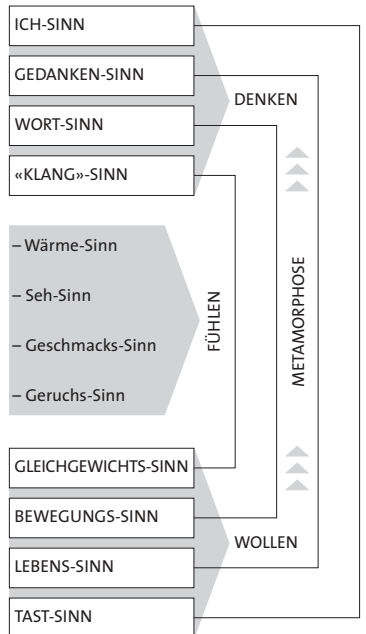 ICH-SINN
GEDANKEN-SINN
DENKEN
WORT-SINN
«KLANG»-SINN
– Wärme-Sinn
– Seh-Sinn
– Geschmacks-Sinn
– Geruchs-Sinn
FÜHLEN
METAMORPHOSE
GLEICHGEWICHTS-SINN
BEWEGUNGS-SINN
WOLLEN
LEBENS-SINN
TAST-SINN